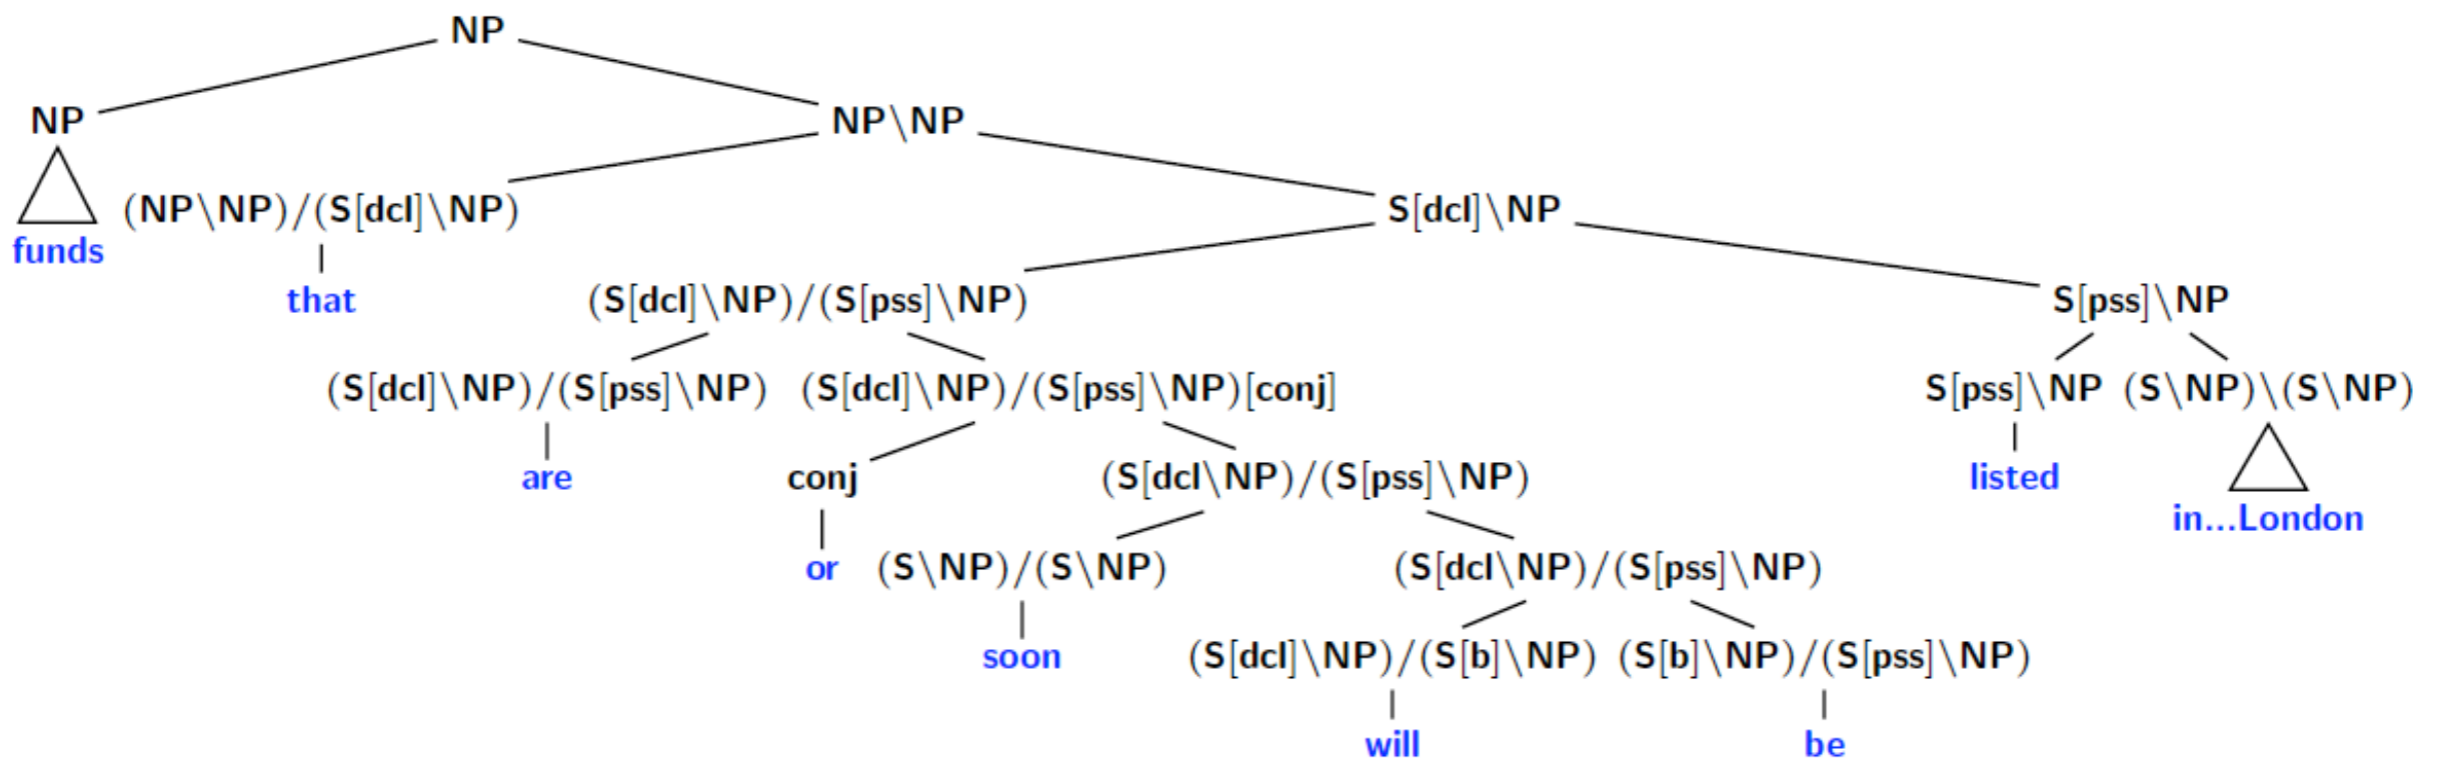 NP
NP NP\NP
(NP\NP)/(S[dcl]\NP) S[dcl]\NP
funds
that (S[dcl]\NP)/(S[pss]\NP) S[pss]\NP
(S[dcl]\NP)/(S[pss]\NP) (S[dcl]\NP)/(S[pss]\NP)[conj] S[pss]\NP (S\NP)\(S\NP)
are conj (S[dcl\NP)/(S[pss]\NP) listed
in...London
or (S\NP)/(S\NP) (S[dcl\NP)/(S[pss]\NP)
soon (S[dcl]\NP)/(S[b]\NP) (S[b]\NP)/(S[pss]\NP)
will be